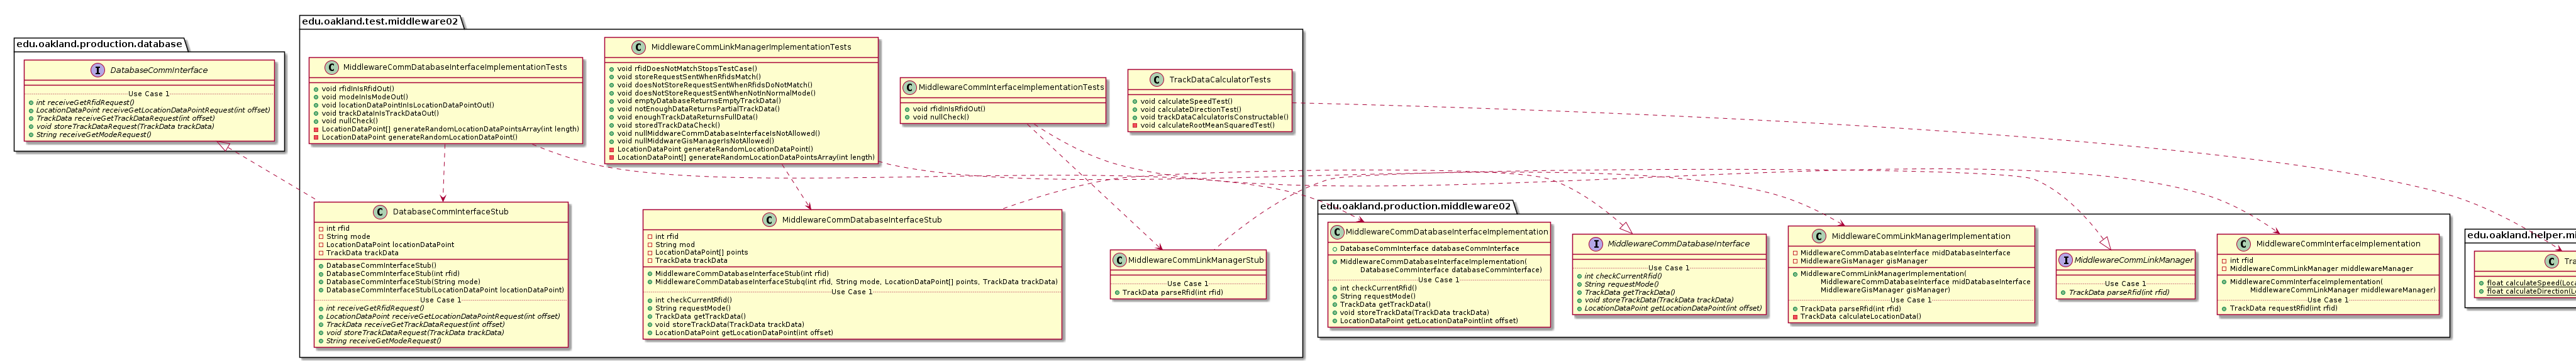 edu.oakland.production.database
DatabaseCommInterface
Use Case 1
int receiveGetRfidRequest()
LocationDataPoint receiveGetLocationDataPointRequest(int offset)
TrackData receiveGetTrackDataRequest(int offset)
void storeTrackDataRequest(TrackData trackData)
String receiveGetModeRequest()
edu.oakland.test.middleware02
MiddlewareCommDatabaseInterfaceImplementationTests
void rfidInIsRfidOut()
void modeInIsModeOut()
void locationDataPointInIsLocationDataPointOut()
void trackDataInIsTrackDataOut()
void nullCheck()
LocationDataPoint[] generateRandomLocationDataPointsArray(int length)
LocationDataPoint generateRandomLocationDataPoint()
MiddlewareCommLinkManagerImplementationTests
void rfidDoesNotMatchStopsTestCase()
void storeRequestSentWhenRfidsMatch()
void doesNotStoreRequestSentWhenRfidsDoNotMatch()
void doesNotStoreRequestSentWhenNotInNormalMode()
void emptyDatabaseReturnsEmptyTrackData()
void notEnoughDataReturnsPartialTrackData()
void enoughTrackDataReturnsFullData()
void storedTrackDataCheck()
void nullMiddwareCommDatabaseInterfaceIsNotAllowed()
void nullMiddwareGisManagerIsNotAllowed()
LocationDataPoint generateRandomLocationDataPoint()
LocationDataPoint[] generateRandomLocationDataPointsArray(int length)
MiddlewareCommInterfaceImplementationTests
void rfidInIsRfidOut()
void nullCheck()
TrackDataCalculatorTests
void calculateSpeedTest()
void calculateDirectionTest()
void trackDataCalculatorIsConstructable()
void calculateRootMeanSquaredTest()
DatabaseCommInterfaceStub
int rfid
String mode
LocationDataPoint locationDataPoint
TrackData trackData
DatabaseCommInterfaceStub()
DatabaseCommInterfaceStub(int rfid)
DatabaseCommInterfaceStub(String mode)
DatabaseCommInterfaceStub(LocationDataPoint locationDataPoint)
Use Case 1
int receiveGetRfidRequest()
LocationDataPoint receiveGetLocationDataPointRequest(int offset)
TrackData receiveGetTrackDataRequest(int offset)
void storeTrackDataRequest(TrackData trackData)
String receiveGetModeRequest()
MiddlewareCommDatabaseInterfaceStub
int rfid
String mod
LocationDataPoint[] points
TrackData trackData
MiddlewareCommDatabaseInterfaceStub(int rfid)
MiddlewareCommDatabaseInterfaceStub(int rfid, String mode, LocationDataPoint[] points, TrackData trackData)
Use Case 1
int checkCurrentRfid()
String requestMode()
TrackData getTrackData()
void storeTrackData(TrackData trackData)
LocationDataPoint getLocationDataPoint(int offset)
MiddlewareCommLinkManagerStub
Use Case 1
TrackData parseRfid(int rfid)
edu.oakland.production.middleware02
MiddlewareCommDatabaseInterfaceImplementation
DatabaseCommInterface databaseCommInterface
MiddlewareCommDatabaseInterfaceImplementation(
DatabaseCommInterface databaseCommInterface)
Use Case 1
int checkCurrentRfid()
String requestMode()
TrackData getTrackData()
void storeTrackData(TrackData trackData)
LocationDataPoint getLocationDataPoint(int offset)
MiddlewareCommDatabaseInterface
Use Case 1
int checkCurrentRfid()
String requestMode()
TrackData getTrackData()
void storeTrackData(TrackData trackData)
LocationDataPoint getLocationDataPoint(int offset)
MiddlewareCommLinkManagerImplementation
MiddlewareCommDatabaseInterface midDatabaseInterface
MiddlewareGisManager gisManager
MiddlewareCommLinkManagerImplementation(
MiddlewareCommDatabaseInterface midDatabaseInterface
MiddlewareGisManager gisManager)
Use Case 1
TrackData parseRfid(int rfid)
TrackData calculateLocationData()
MiddlewareCommLinkManager
Use Case 1
TrackData parseRfid(int rfid)
MiddlewareCommInterfaceImplementation
int rfid
MiddlewareCommLinkManager middlewareManager
MiddlewareCommInterfaceImplementation(
MiddlewareCommLinkManager middlewareManager)
Use Case 1
TrackData requestRfid(int rfid)
edu.oakland.helper.mi
Tra
float calculateSpeed(Loca
float calculateDirection(Lo